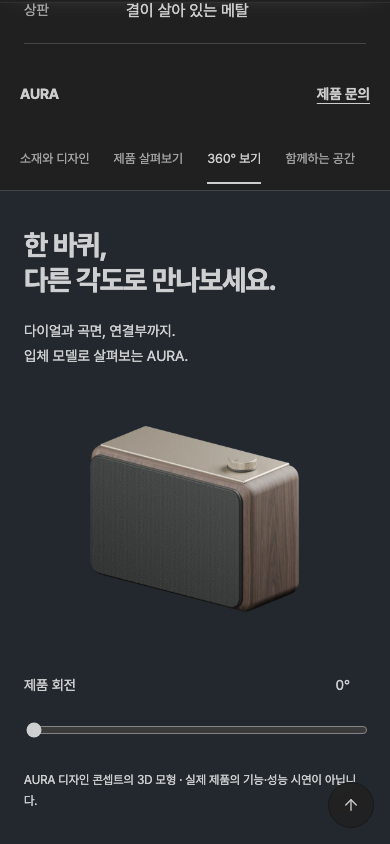 상판 결이 살아 있는 메탈
AURA 제품 문의
소재와 디자인 제품 살펴보기 360° 보기 함께하는 공간
한 바퀴,
다른 각도로 만나보세요.
다이얼과 곡면, 연결부까지.
입체 모델로 살펴보는 AURA.
제품 회전 0°
AURA 디자인 콘셉트의 3D 모형 · 실제 제품의 기능·성능 시연이 아닙니
다.